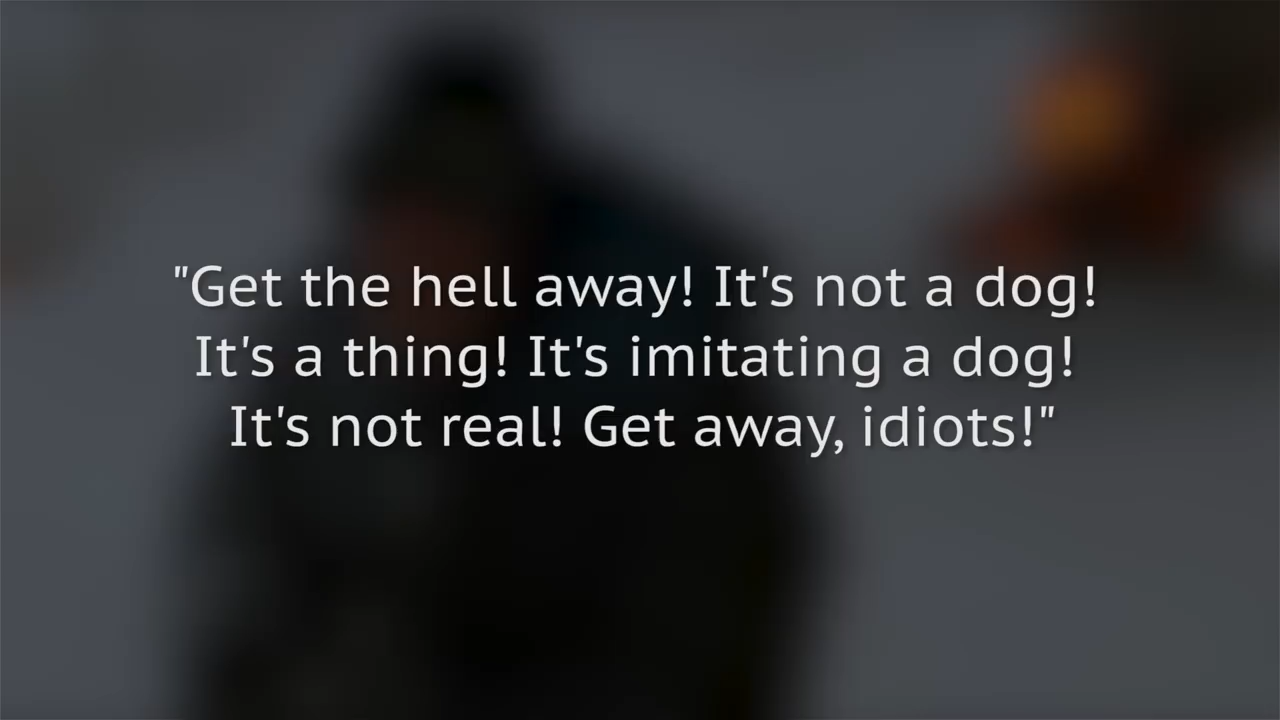 "Get the hell away! It's not a dog!
It's a thing! It's imitating a dog!
It's not real! Get away, idiots!"